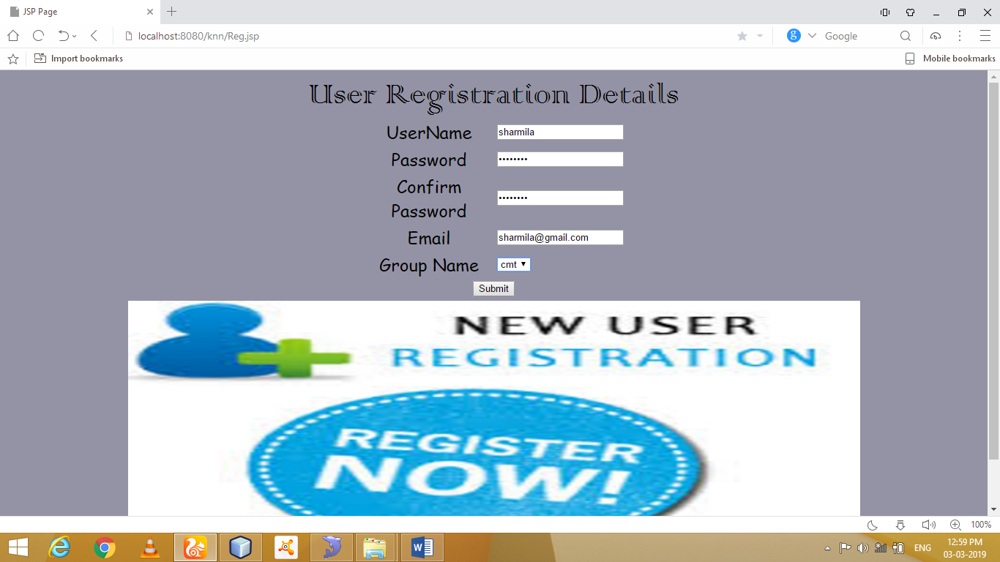 JSP Page
localhost:8080/knn/Reg.jsp
Google
Import bookmarks
Mobile bookmarks
User Registration Details
UserName
sharmila
Password
••••••••
Confirm
Password
••••••••
Email
sharmila@gmail.com
Group Name
cmt
Submit
NEW USER
REGISTRATION
REGISTER
NOW!
100%
ENG
12:59 PM
03-03-2019